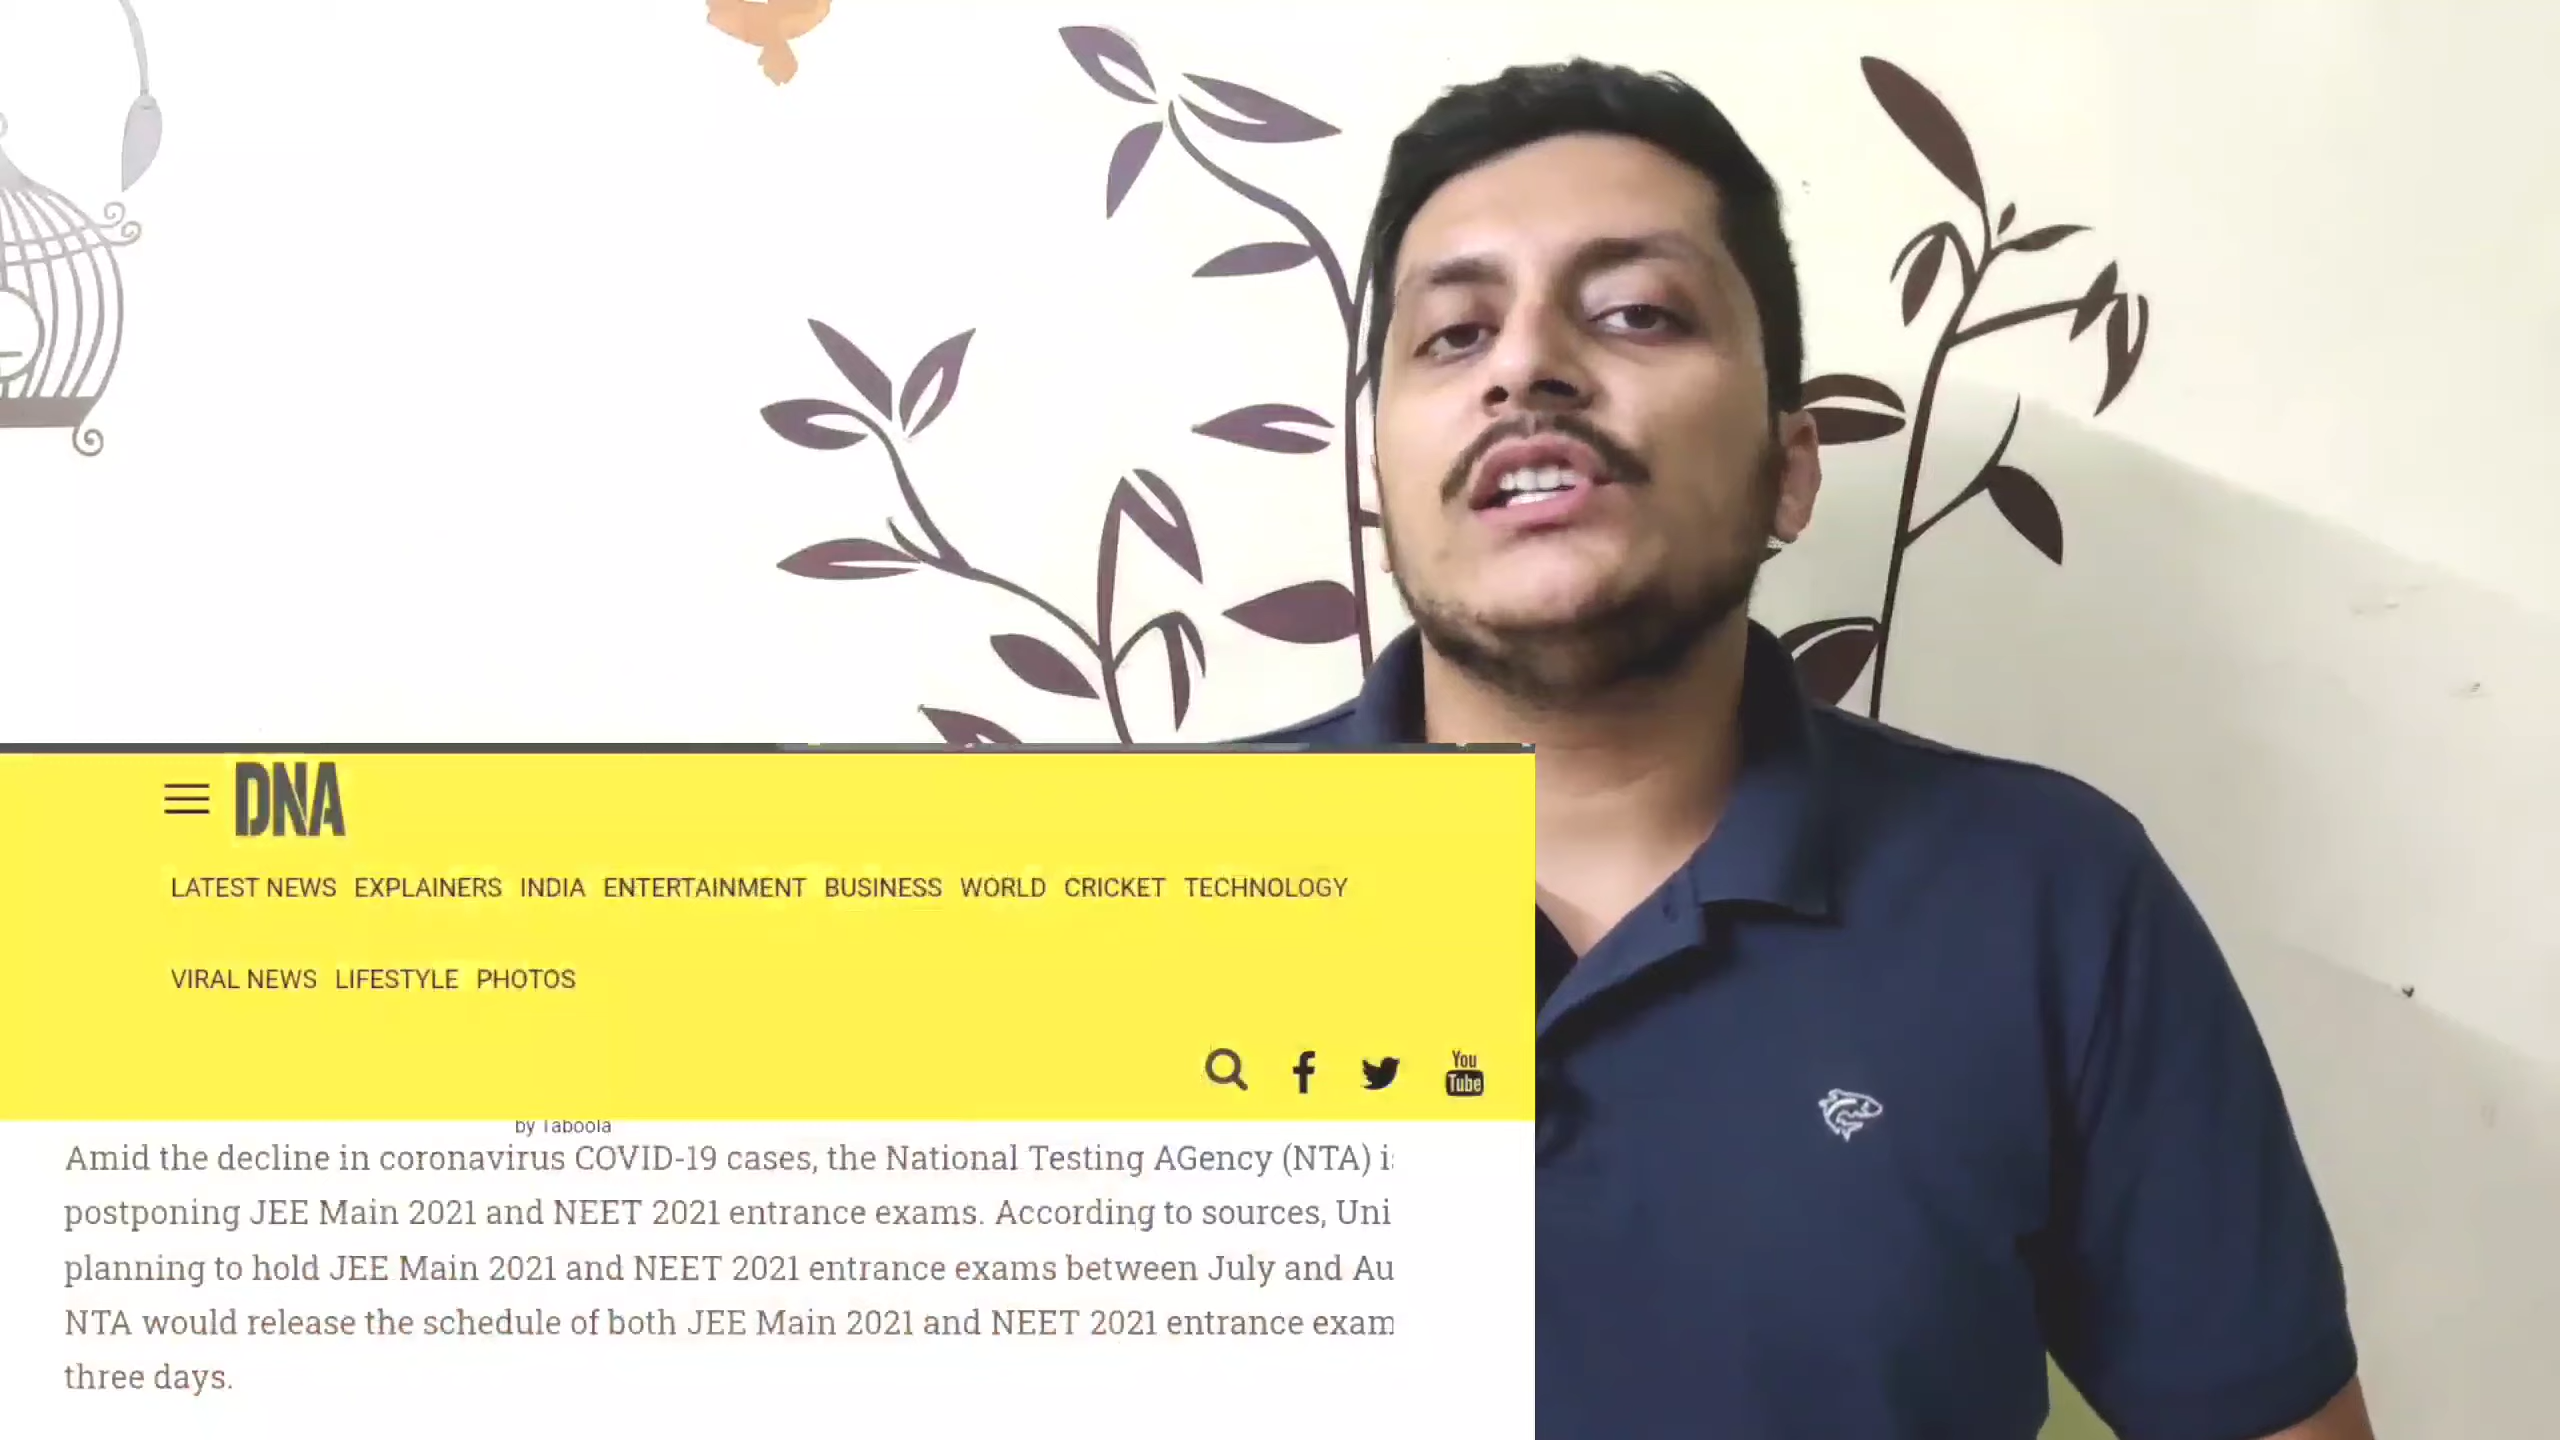 DNA
LATEST NEWS EXPLAINERS INDIA ENTERTAINMENT BUSINESS WORLD CRICKET TECHNOLOGY
VIRAL NEWS LIFESTYLE PHOTOS
You
Tube
by Taboola
Amid the decline in coronavirus COVID-19 cases, the National Testing AGency (NTA) i
postponing JEE Main 2021 and NEET 2021 entrance exams. According to sources, Uni
planning to hold JEE Main 2021 and NEET 2021 entrance exams between July and Au
NTA would release the schedule of both JEE Main 2021 and NEET 2021 entrance exam
three days.